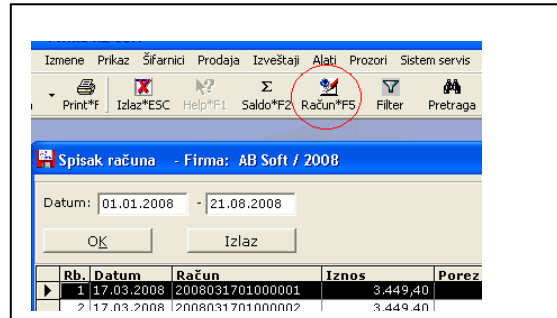 Izmene Prikaz Šifarnici Prodaja Izveštaji Alati Prozori Sistem servis
Print*F Izlaz*ESC Help*F1 Saldo*F2 Račun*F5 Filter Pretraga
Spisak računa - Firma: AB Soft / 2008
Datum: 01.01.2008 - 21.08.2008
OK Izlaz
Rb. Datum Račun Iznos Porez
1 17.03.2008 2008031701000001 3.449,40
2 17.03.2008 2008031701000002 3.449,40